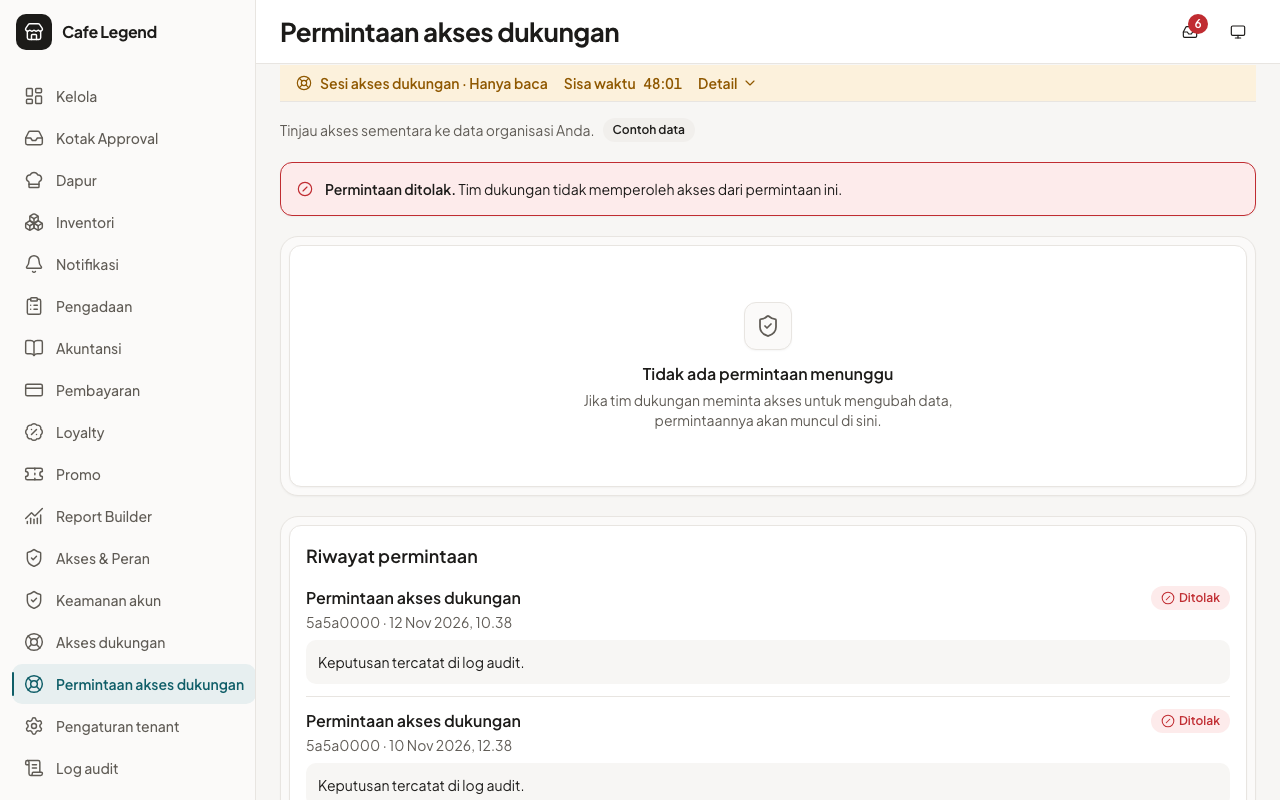 Cafe Legend
Kelola
Kotak Approval
Dapur
Inventori
Notifikasi
Pengadaan
Akuntansi
Pembayaran
Loyalty
Promo
Report Builder
Akses & Peran
Keamanan akun
Akses dukungan
Permintaan akses dukungan
Pengaturan tenant
Log audit
Permintaan akses dukungan
6
Sesi akses dukungan · Hanya baca Sisa waktu 48:01 Detail
Tinjau akses sementara ke data organisasi Anda. Contoh data
Permintaan ditolak. Tim dukungan tidak memperoleh akses dari permintaan ini.
Tidak ada permintaan menunggu
Jika tim dukungan meminta akses untuk mengubah data,
permintaannya akan muncul di sini.
Riwayat permintaan
Permintaan akses dukungan Ditolak
5a5a0000 · 12 Nov 2026, 10.38
Keputusan tercatat di log audit.
Permintaan akses dukungan Ditolak
5a5a0000 · 10 Nov 2026, 12.38
Keputusan tercatat di log audit.